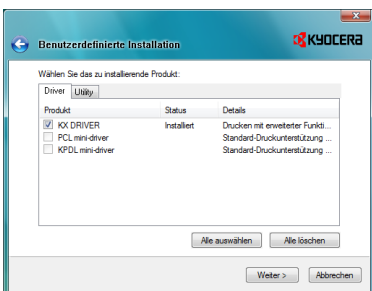 Benutzerdefinierte Installation
KYOCERA
Wählen Sie das zu installierende Produkt:
Driver Utility
Produkt Status Details
KX DRIVER Installiert Drucken mit erweiterter Funkti...
PCL mini-driver Standard-Druckunterstützung ...
KPDL mini-driver Standard-Druckunterstützung ...
Alle auswählen Alle löschen
Weiter > Abbrechen